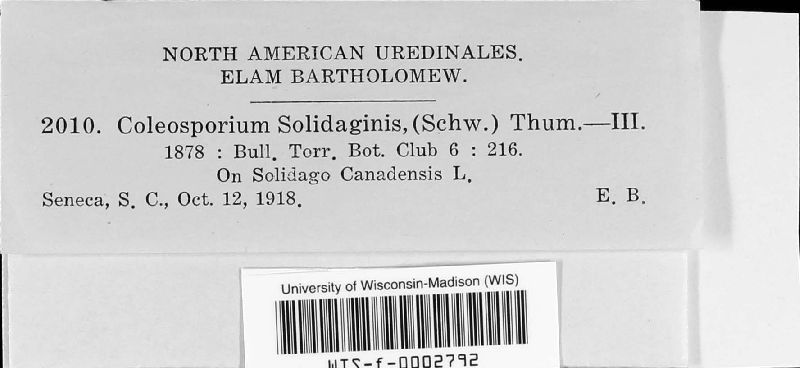 NORTH AMERICAN UREDINALES.
ELAM BARTHOLOMEW.
2010. Coleosporium Solidaginis, (Schw.) Thum.—III.
1878 : Bull. Torr. Bot. Club 6 : 216.
On Solidago Canadensis L.
Seneca, S. C., Oct. 12, 1918. E. B.
University of Wisconsin-Madison (WIS)
WIS-f-0002792